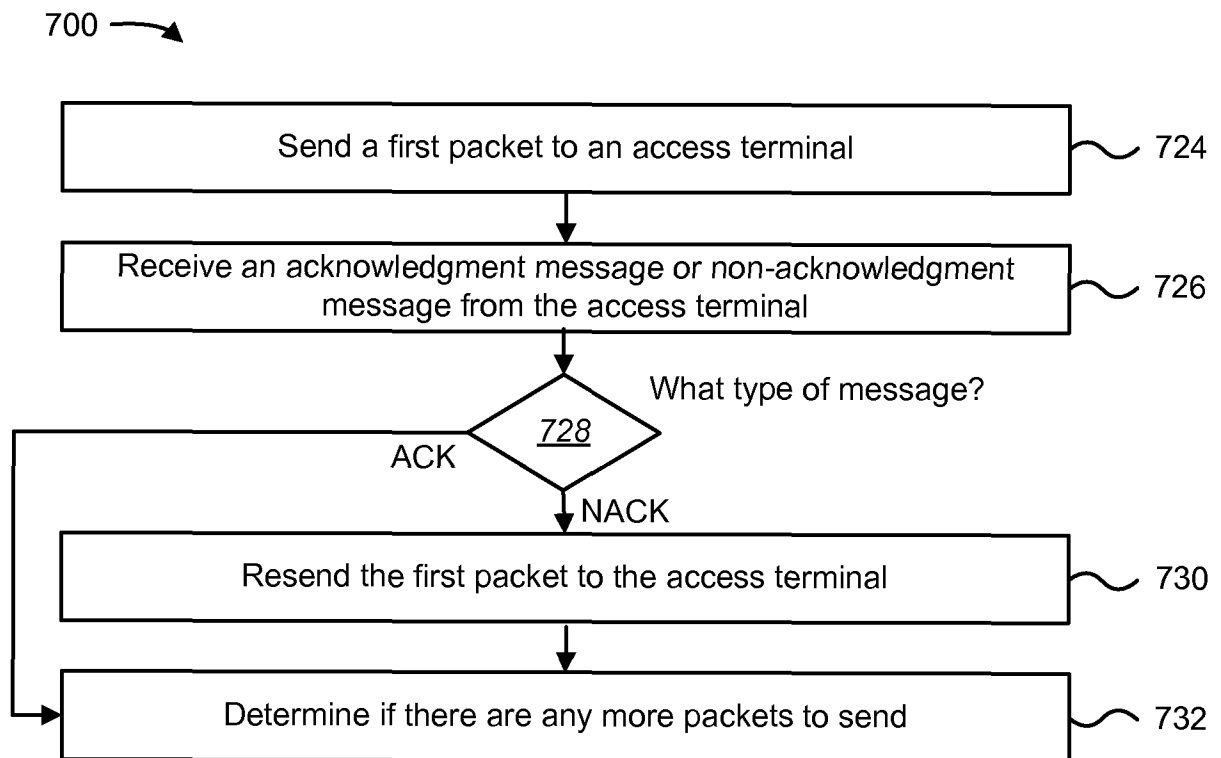 700
Send a first packet to an access terminal
724
Receive an acknowledgment message or non-acknowledgment
message from the access terminal
726
What type of message?
728
ACK
NACK
Resend the first packet to the access terminal
730
Determine if there are any more packets to send
732